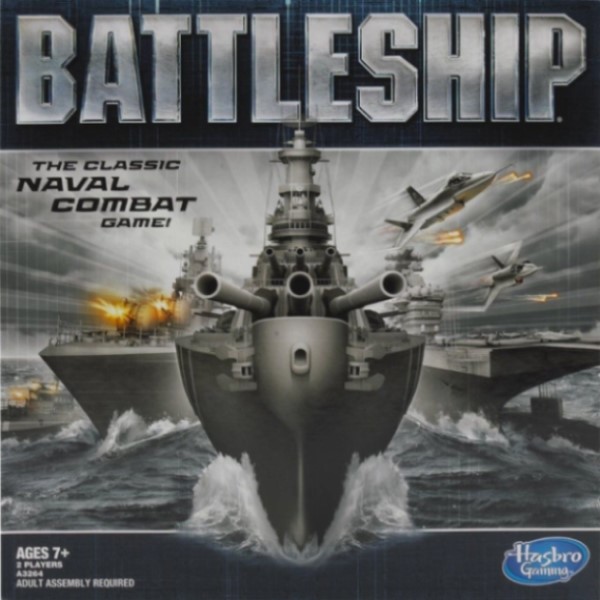 BATTLESHIP
THE CLASSIC
NAVAL
COMBAT
GAME!
AGES 7+
2 PLAYERS
A3264
ADULT ASSEMBLY REQUIRED
Hasbro
Gaming